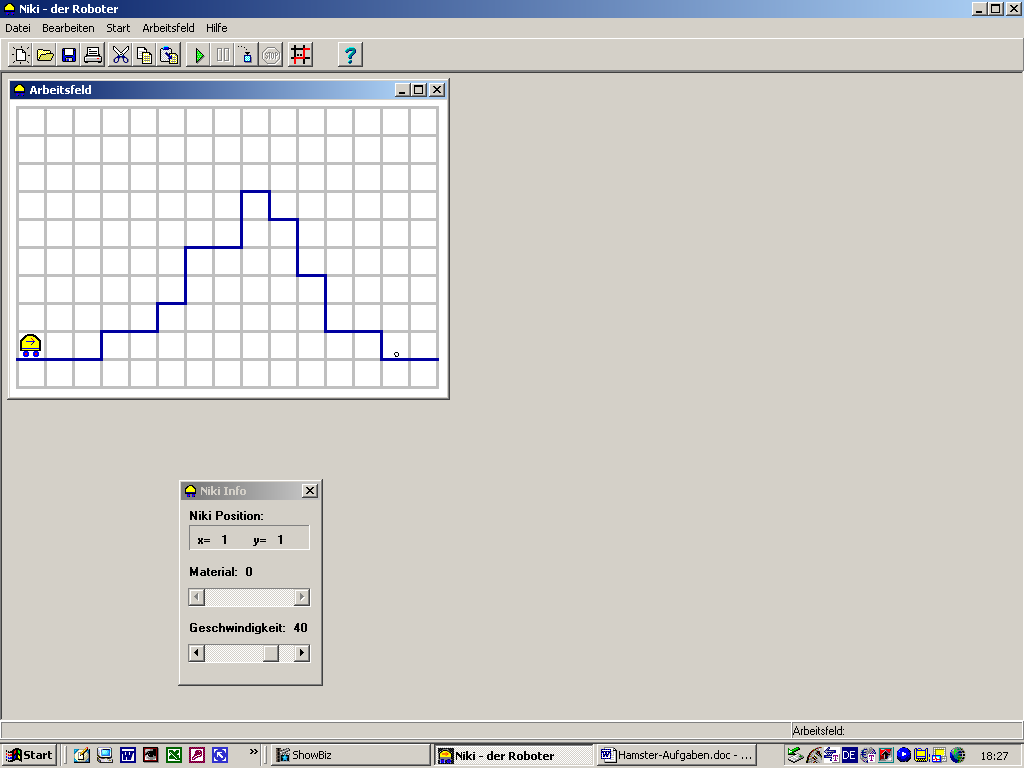 Niki - der Roboter
Datei Bearbeiten Start Arbeitsfeld Hilfe
STOP ?
Arbeitsfeld
Niki Info
Niki Position:
x= 1 y= 1
Material: 0
Geschwindigkeit: 40
Arbeitsfeld:
Start W X » ShowBiz Niki - der Roboter Hamster-Aufgaben.doc - ... DE 18:27